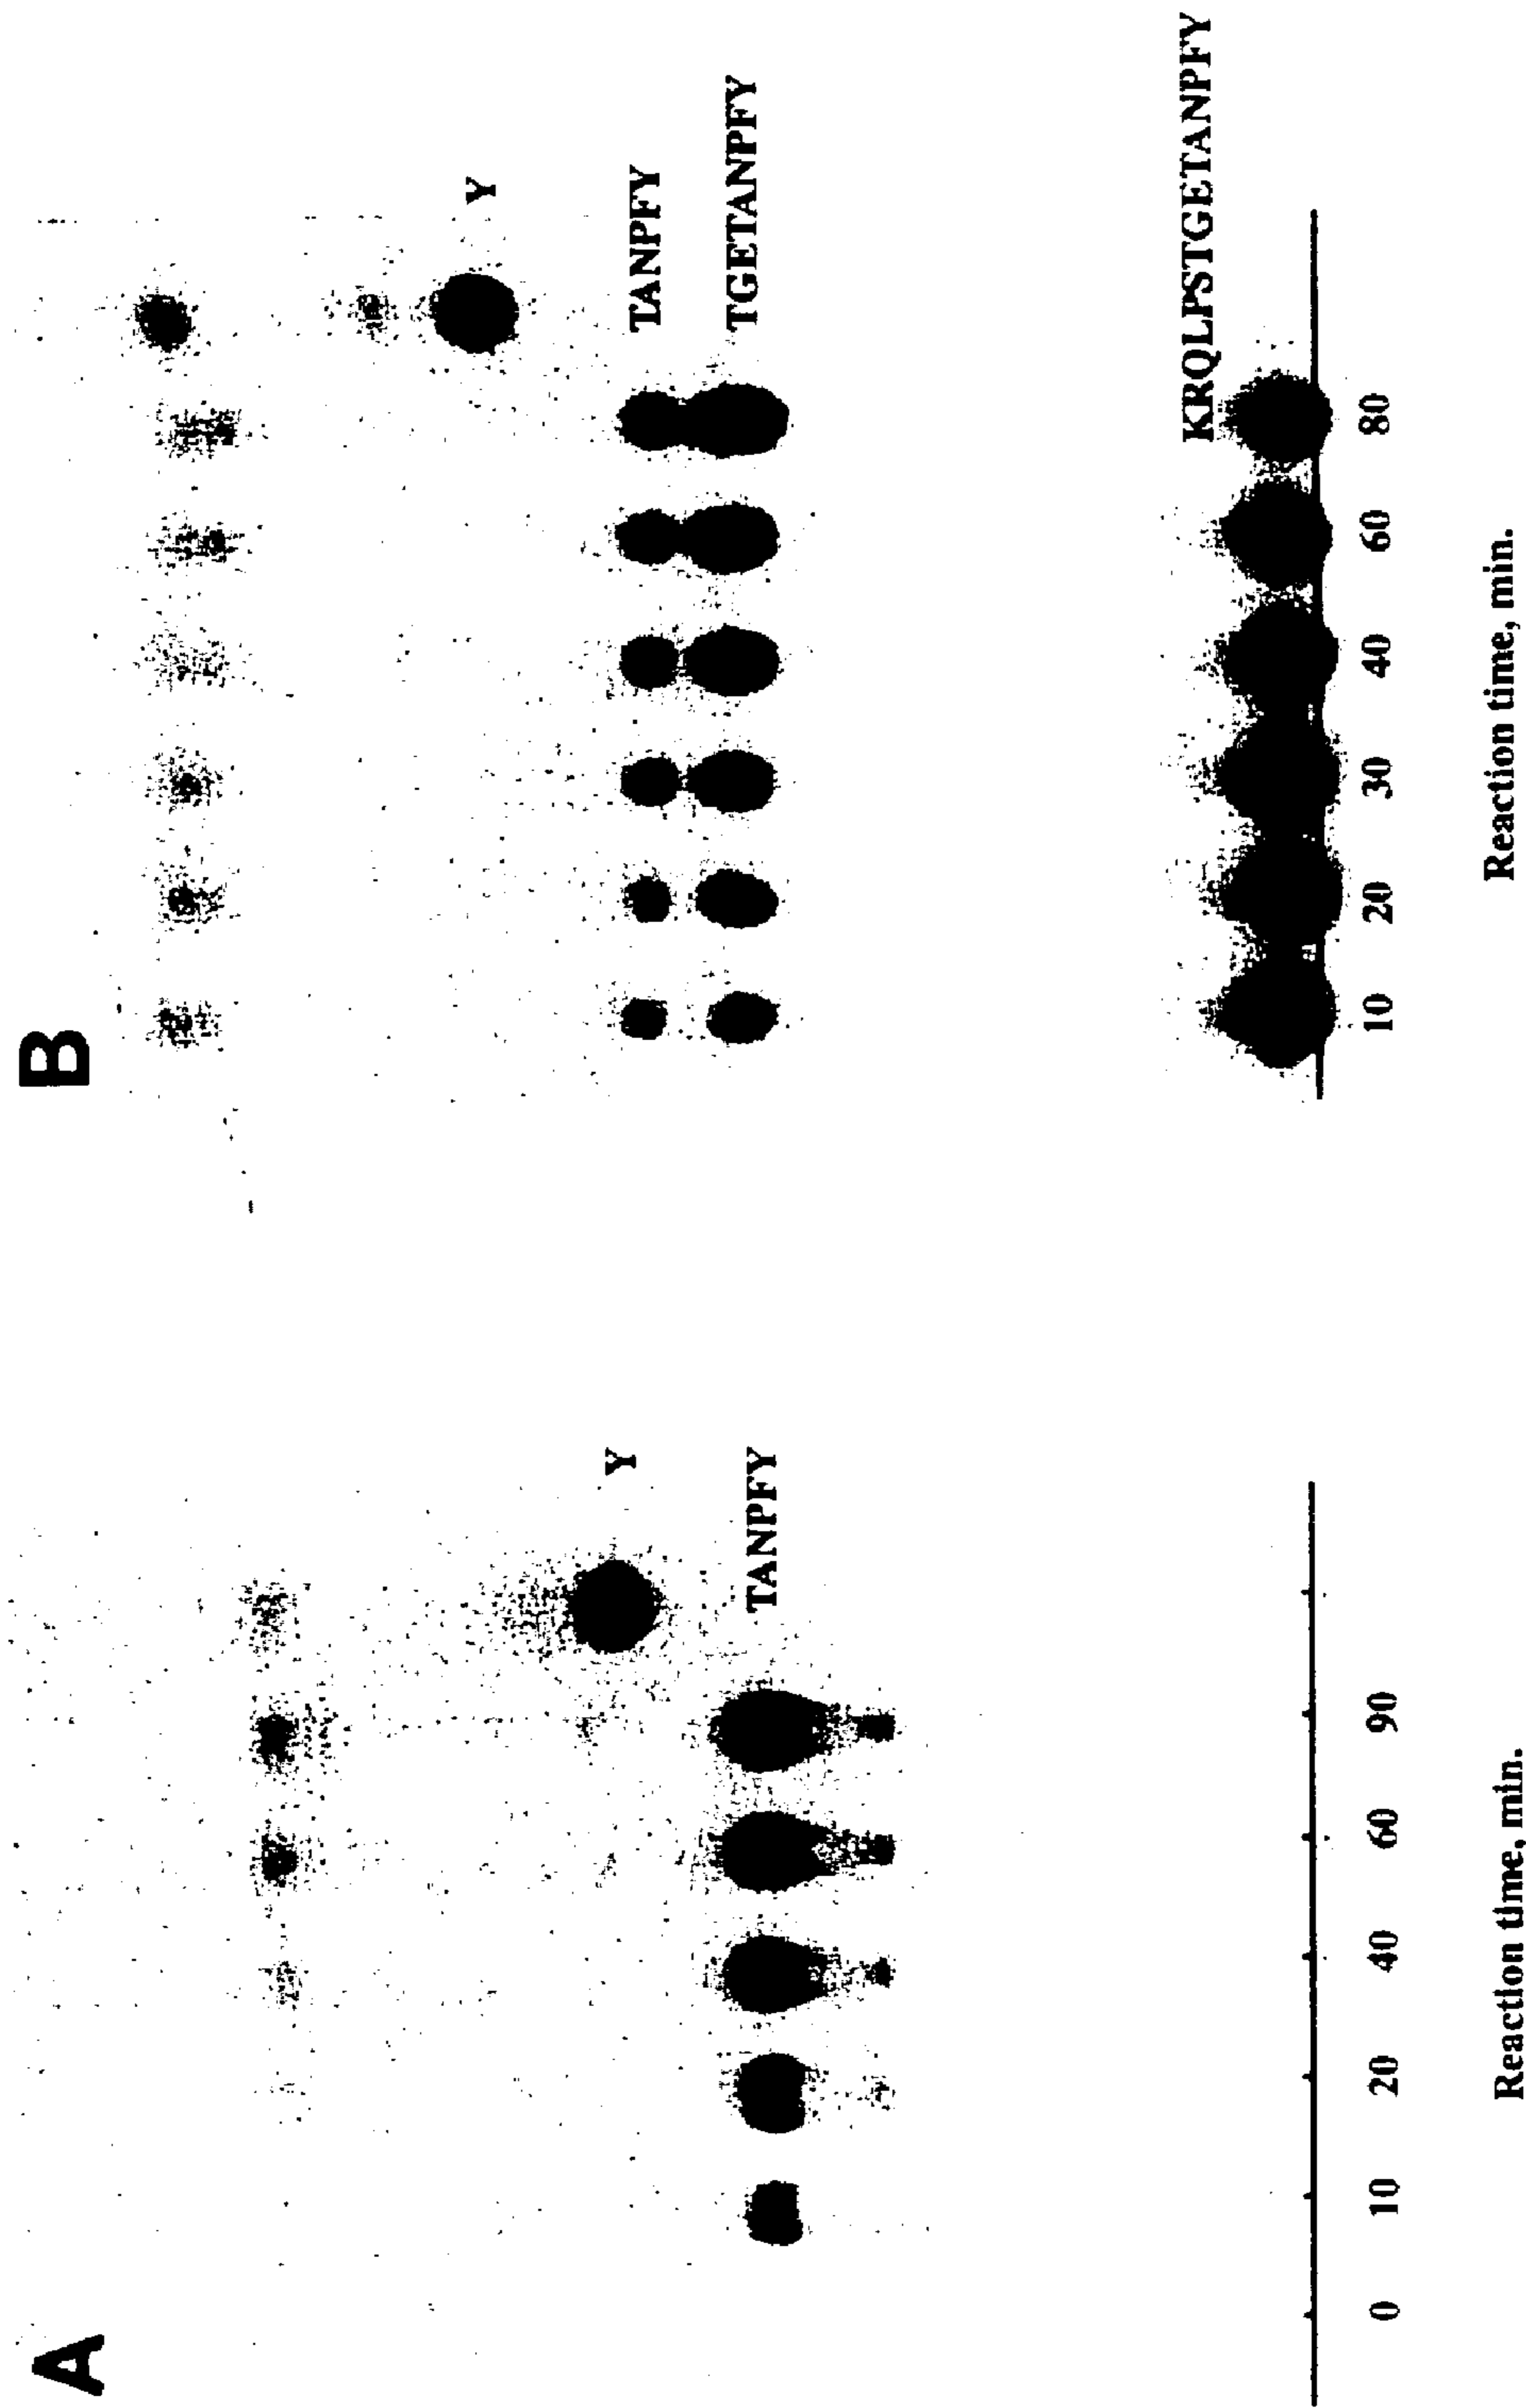 A
Y
TANPFY
0 10 20 40 60 90
Reaction time, min.
B
Y
TANPFY
TGETANPFY
KRQLPSTGETANPFY
10 20 30 40 60 80
Reaction time, min.